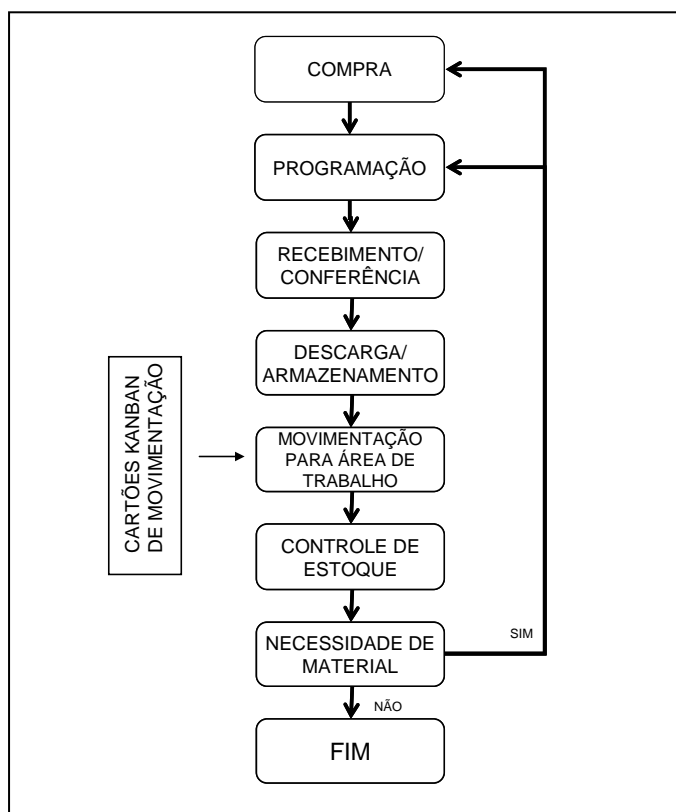 COMPRA
PROGRAMAÇÃO
RECEBIMENTO/
CONFERÊNCIA
DESCARGA/
ARMAZENAMENTO
CARTÕES KANBAN
DE MOVIMENTAÇÃO
MOVIMENTAÇÃO
PARA ÁREA DE
TRABALHO
CONTROLE DE
ESTOQUE
NECESSIDADE DE
MATERIAL
SIM
NÃO
FIM